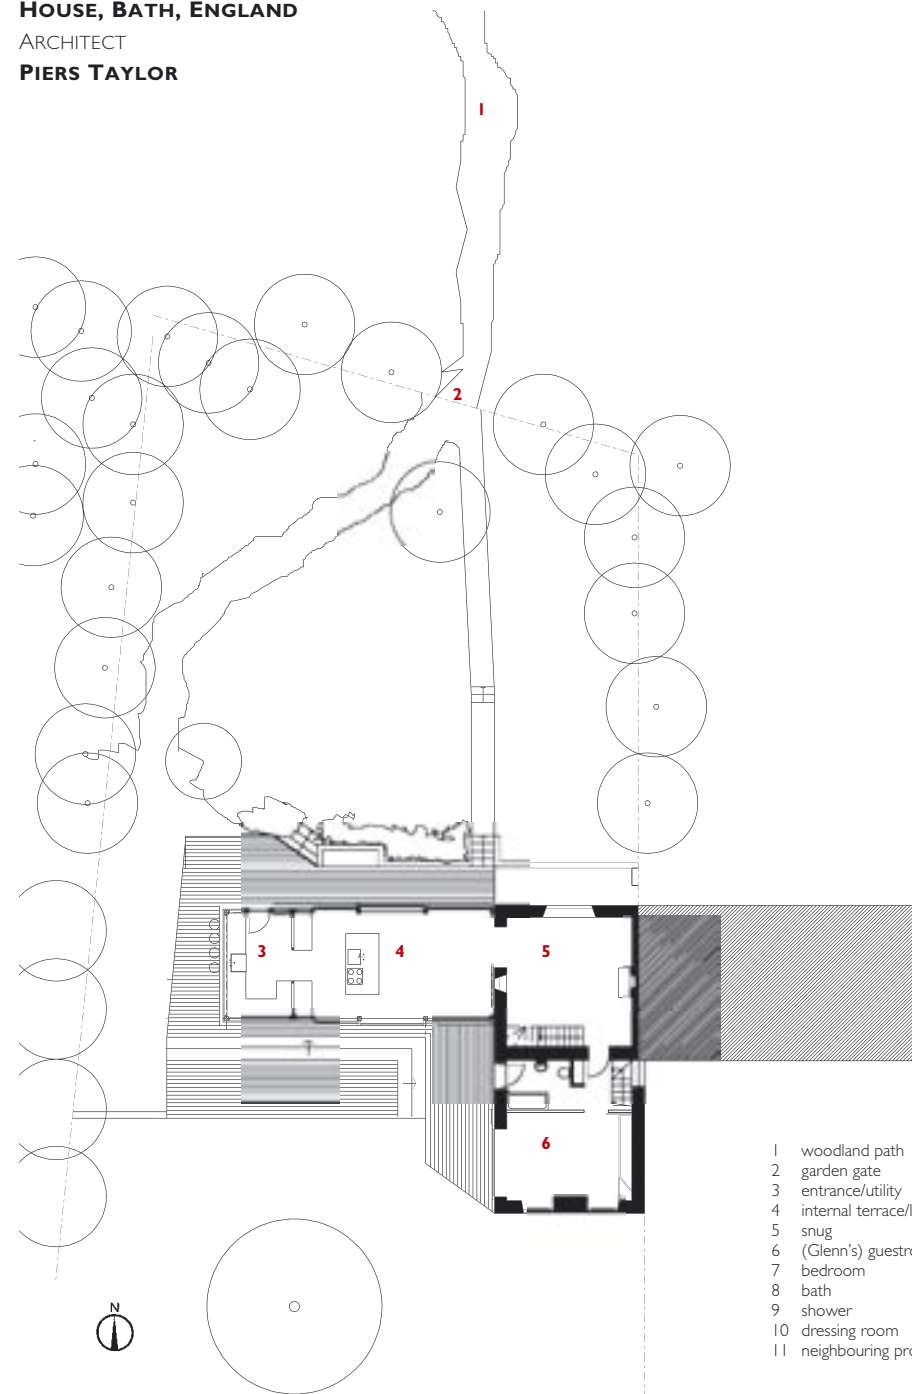 HOUSE, BATH, ENGLAND
ARCHITECT
PIERS TAYLOR
1
2
3
4
5
6
N
1 woodland path
2 garden gate
3 entrance/utility
4 internal terrace/l
5 snug
6 (Glenn's) guestro
7 bedroom
8 bath
9 shower
10 dressing room
11 neighbouring pro